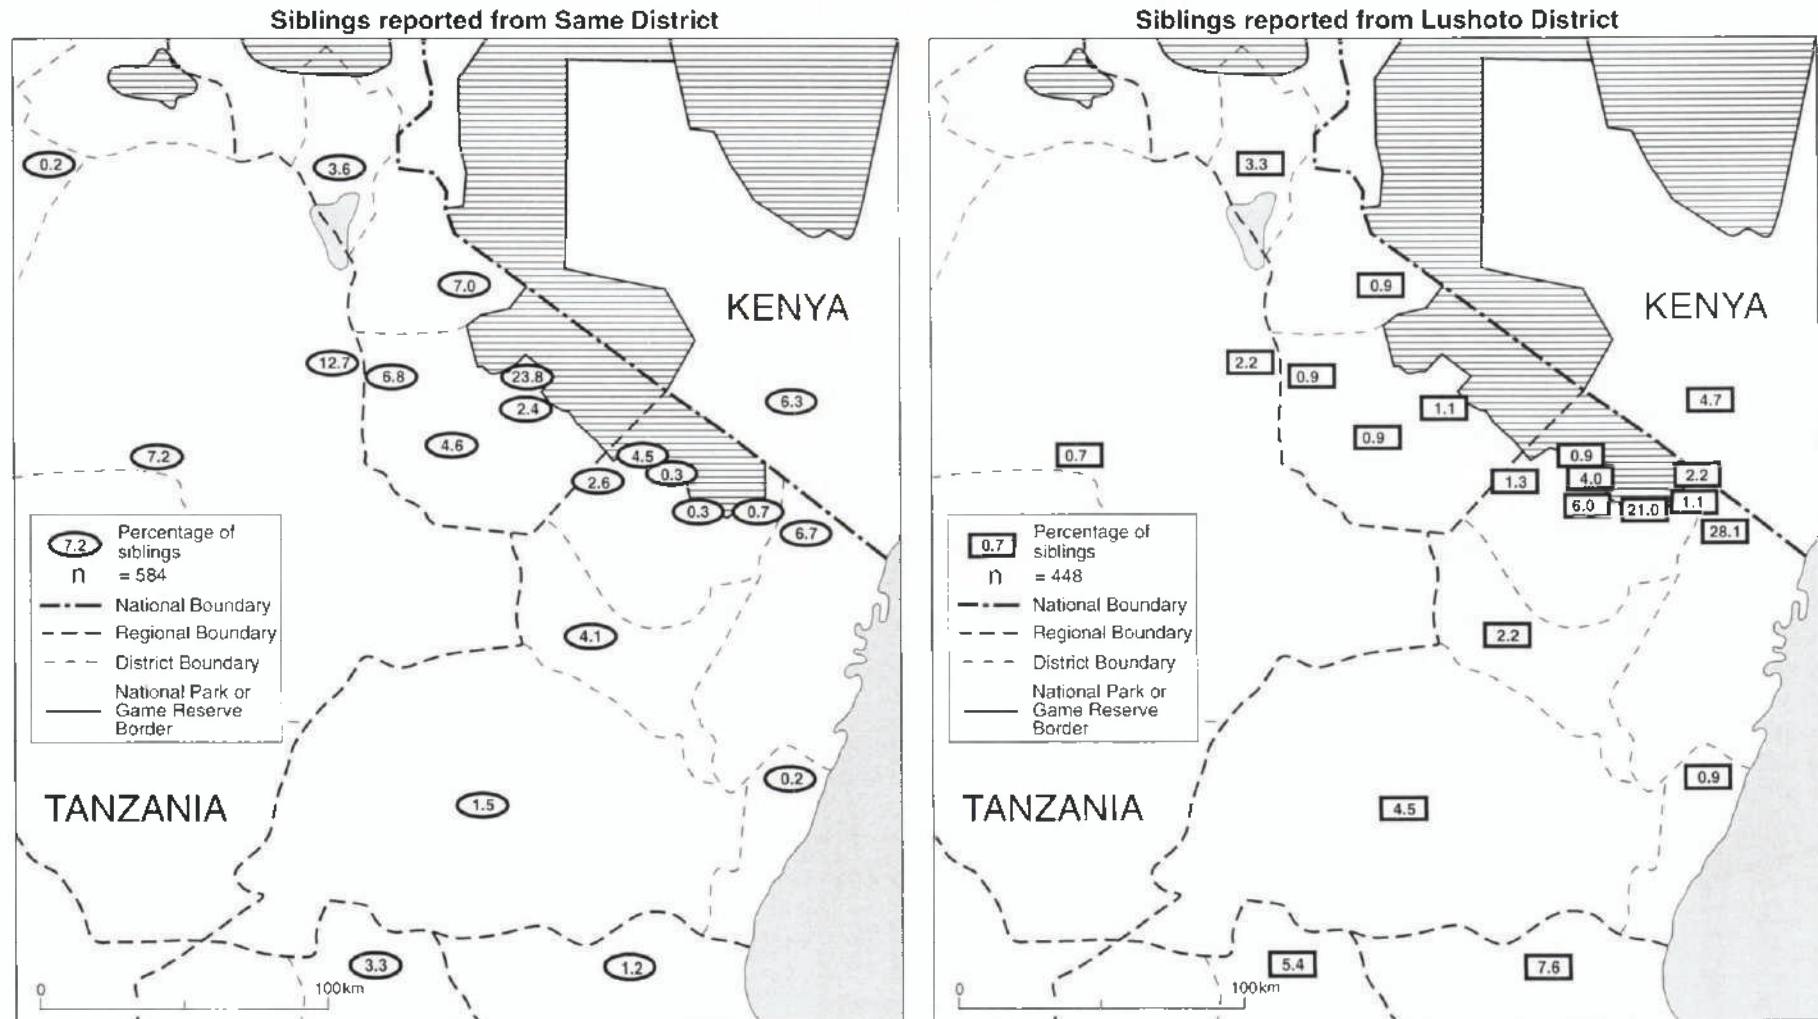 Siblings reported from Same District
0.2
3.6
7.0
KENYA
12.7
6.8
23.8
6.3
2.4
4.6
7.2
4.5
0.3
2.6
0.3
0.7
6.7
7.2
Percentage of
siblings
n = 584
National Boundary
Regional Boundary
District Boundary
National Park or
Game Reserve
Border
4.1
0.2
TANZANIA
1.5
3.3
1.2
0
100km
Siblings reported from Lushoto District
3.3
0.9
KENYA
2.2
0.9
4.7
1.1
0.9
0.7
0.9
2.2
4.0
1.3
6.0
21.0
1.1
28.1
0.7
Percentage of
siblings
n = 448
National Boundary
Regional Boundary
District Boundary
National Park or
Game Reserve
Border
2.2
0.9
TANZANIA
4.5
5.4
7.6
0
100km